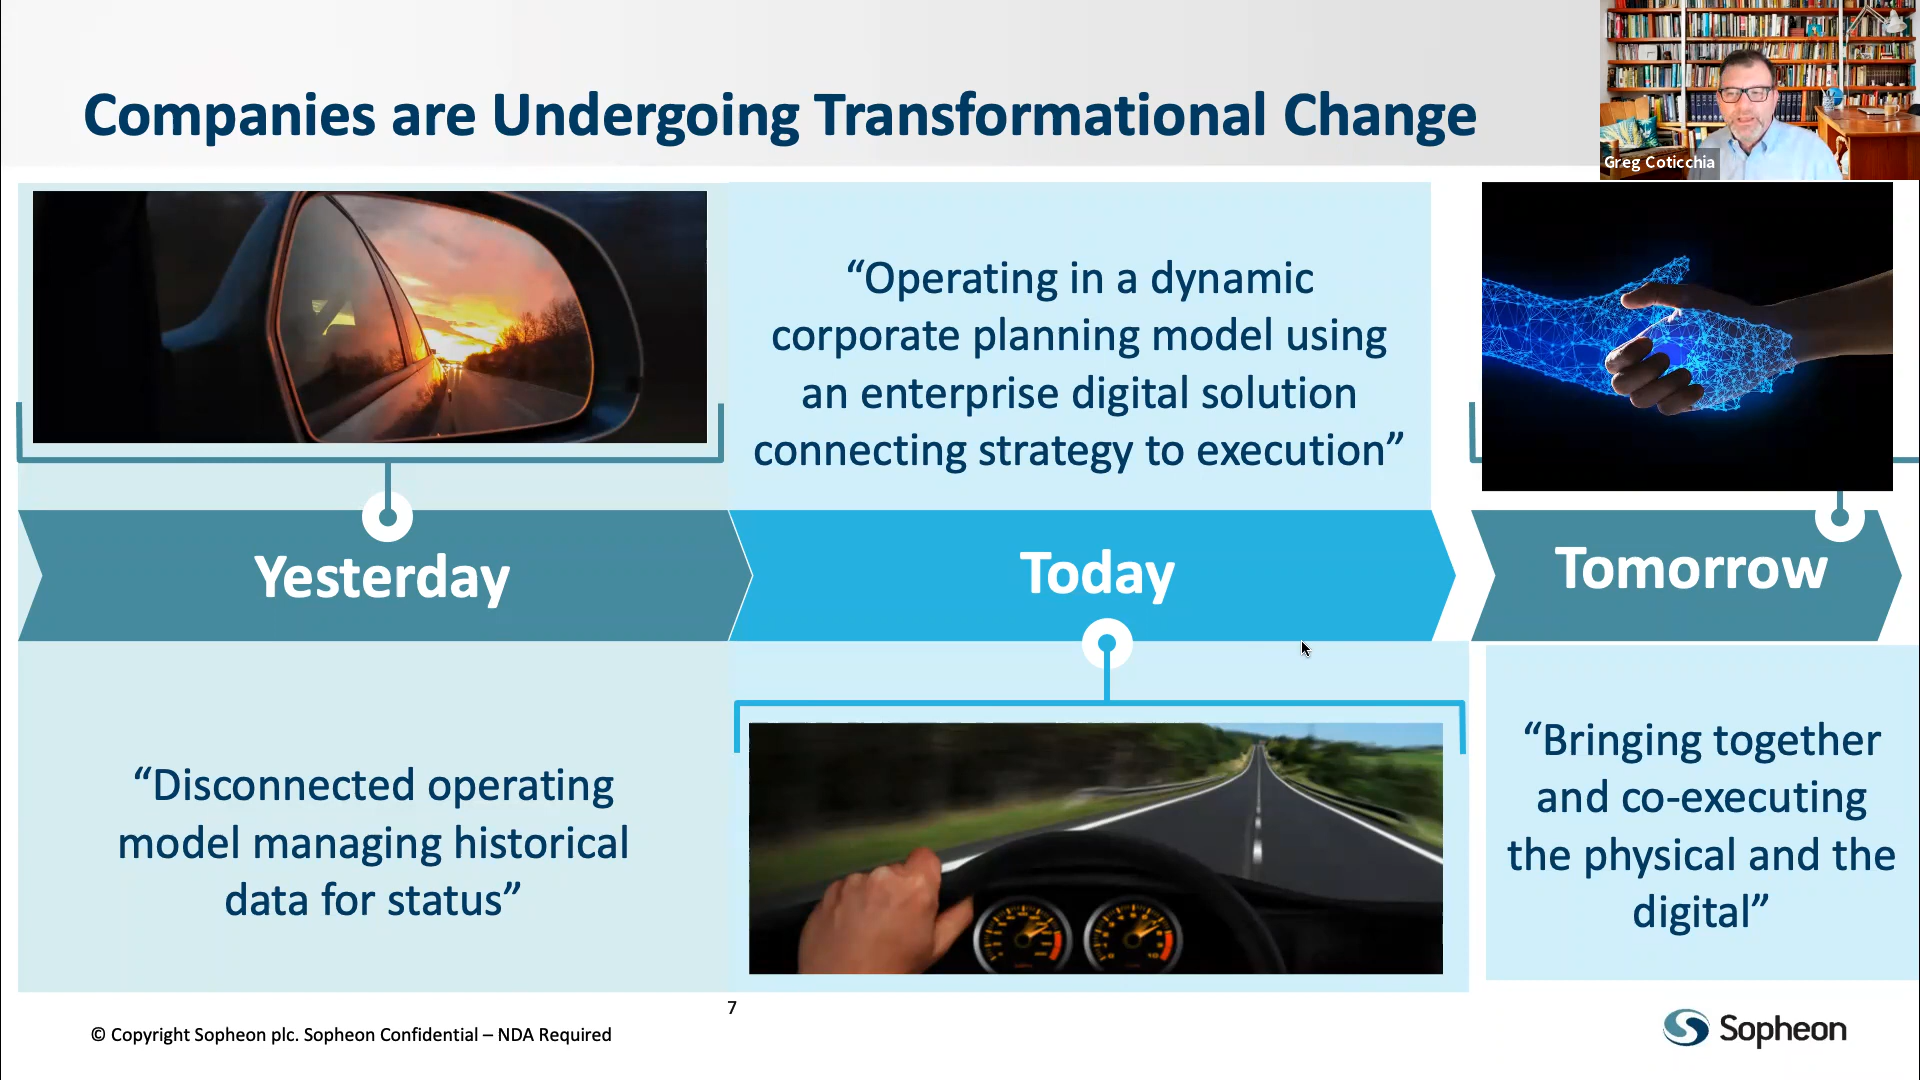 Companies are Undergoing Transformational Change
Greg Coticchia
“Operating in a dynamic
corporate planning model using
an enterprise digital solution
connecting strategy to execution”
Yesterday
Today
Tomorrow
“Disconnected operating
model managing historical
data for status”
“Bringing together
and co-executing
the physical and the
digital”
7
© Copyright Sopheon plc. Sopheon Confidential – NDA Required
Sopheon